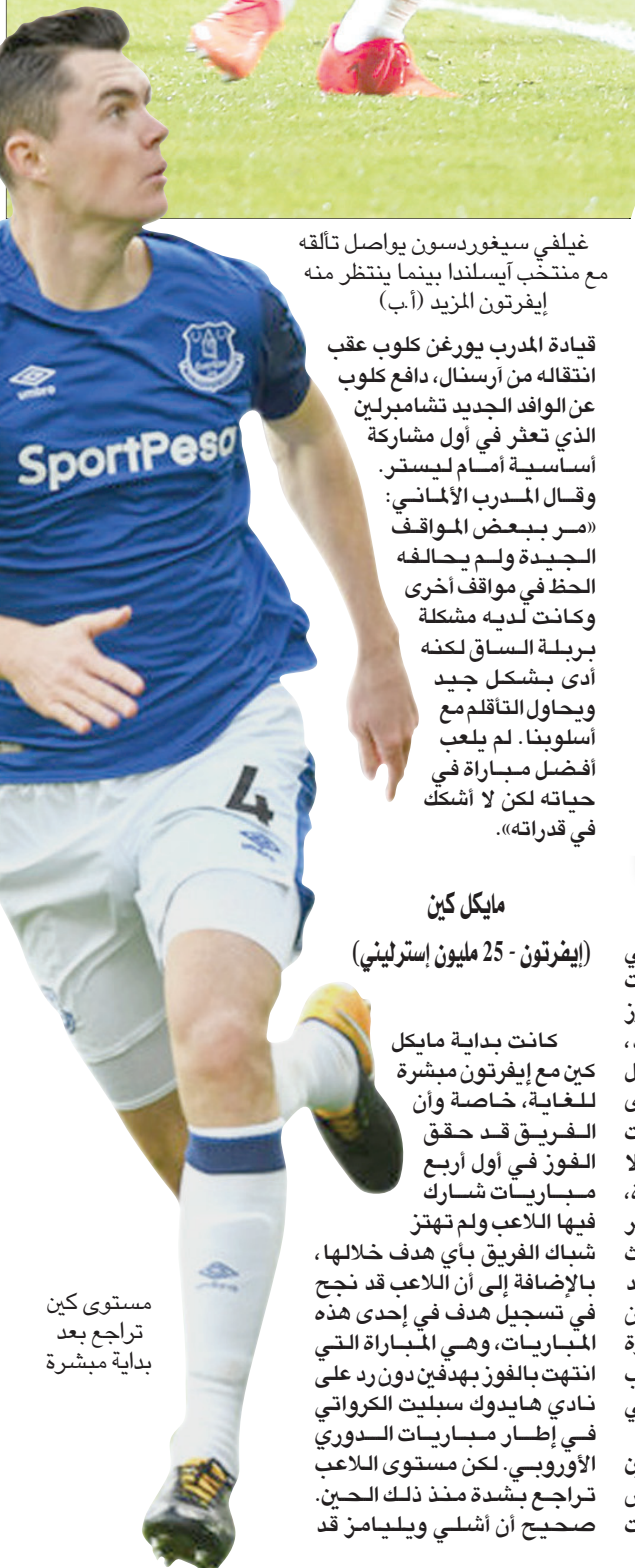 غيلفي سيغوردسون يواصل تألقه
مع منتخب آيسلندا بينما ينتظر منه
إيفرتون المزيد (أ.ب)
قيادة المدرب يورغن كلوب عقب
انتقاله من آرسنال، دافع كلوب
عن الوافد الجديد تشامبرلين
الذي تعثر في أول مشاركة
أساسية أمام ليستر.
وقال المدرب الألماني:
«مر ببعض المواقف
الجيدة ولم يحالفه
الحظ في مواقف أخرى
وكانت لديه مشكلة
بربلة الساق لكنه
أدى بشكل جيد
ويحاول التأقلم مع
أسلوبنا. لم يلعب
أفضل مباراة في
حياته لكن لا أشكك
في قدراته».
مايكل كين
(إيفرتون - 25 مليون إسترليني)
كانت بداية مايكل
كين مع إيفرتون مبشرة
للغاية، خاصة وأن
الفريق قد حقق
الفوز في أول أربع
مباريات شارك
فيها اللاعب ولم تهتز
شباك الفريق بأي هدف خلالها،
بالإضافة إلى أن اللاعب قد نجح
في تسجيل هدف في إحدى هذه
المباريات، وهي المباراة التي
انتهت بالفوز بهدفين دون رد على
نادي هايدوك سبليت الكرواتي
في إطار مباريات الدوري
الأوروبي. لكن مستوى اللاعب
تراجع بشدة منذ ذلك الحين.
صحيح أن أشلي ويليامز قد
مستوى كين
تراجع بعد
بداية مبشرة
umbro
Everton
SportPesa
4